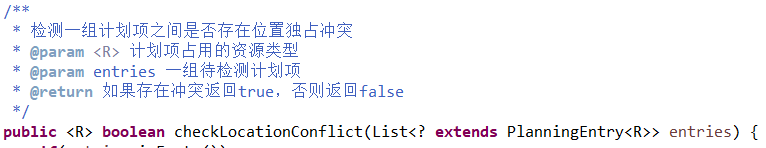 /**
* 检测一组计划项之间是否存在位置独占冲突
* @param <R> 计划项占用的资源类型
* @param entries 一组待检测计划项
* @return 如果存在冲突返回true，否则返回false
*/
public <R> boolean checkLocationConflict(List<? extends PlanningEntry<R>> entries) {